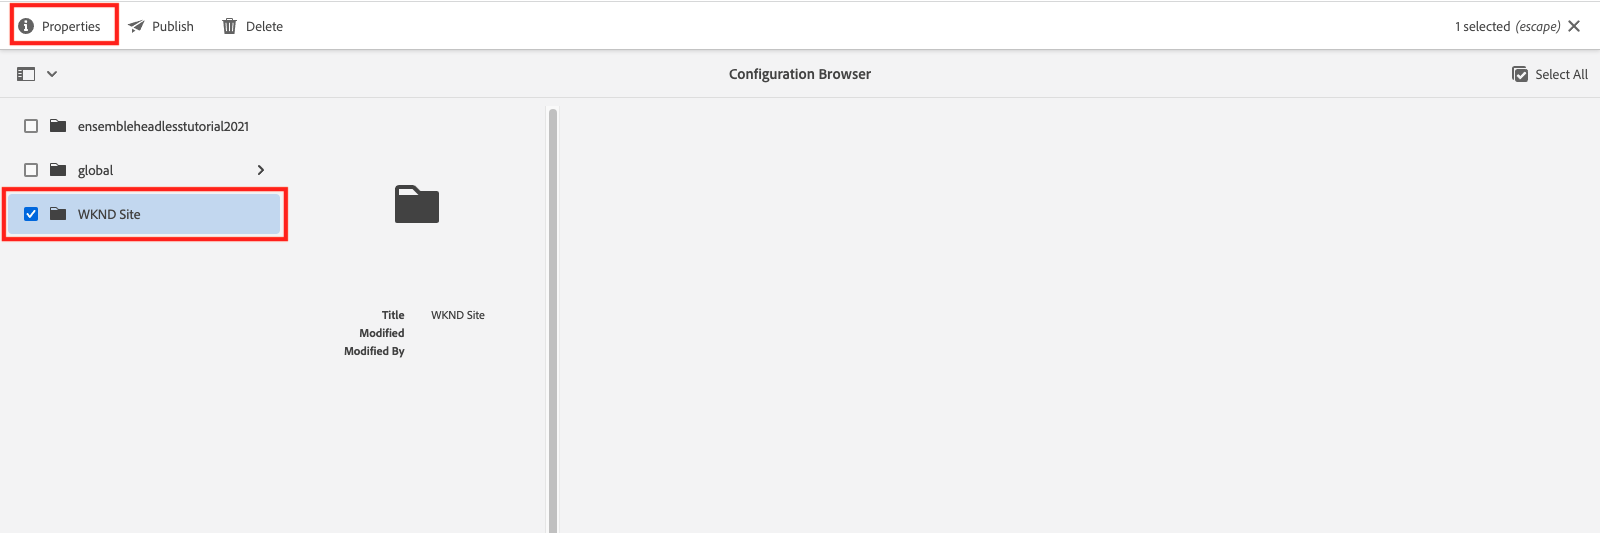 Properties Publish Delete 1 selected (escape)
Configuration Browser Select All
ensembleheadlesstutorial2021
global
WKND Site
Title WKND Site
Modified
Modified By